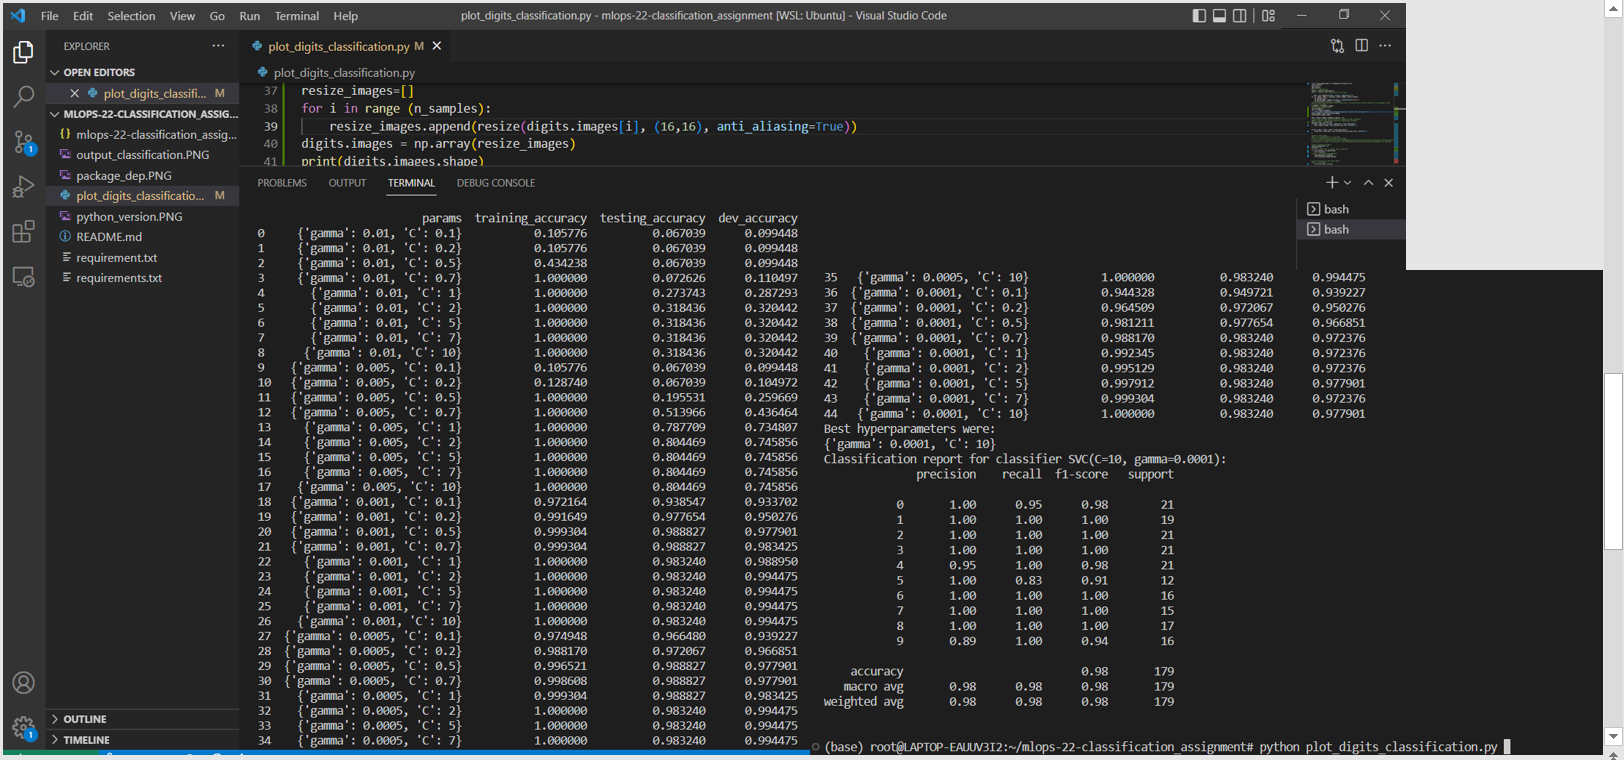 File Edit Selection View Go Run Terminal Help
plot_digits_classification.py - mlops-22-classification_assignment [WSL: Ubuntu] - Visual Studio Code
EXPLORER
OPEN EDITORS
plot_digits_classifi... M
MLOPS-22-CLASSIFICATION_ASSIG...
{} mlops-22-classification_assig...
output_classification.PNG
package_dep.PNG
plot_digits_classificatio... M
python_version.PNG
README.md
requirement.txt
requirements.txt
OUTLINE
TIMELINE
1
1
plot_digits_classification.py M
plot_digits_classification.py
37 resize_images=[]
38 for i in range (n_samples):
39 resize_images.append(resize(digits.images[i], (16,16), anti_aliasing=True))
40 digits.images = np.array(resize_images)
41 print(digits.images.shape)
PROBLEMS OUTPUT TERMINAL DEBUG CONSOLE
bash
bash
params training_accuracy testing_accuracy dev_accuracy
0 {'gamma': 0.01, 'C': 0.1} 0.105776 0.067039 0.099448
1 {'gamma': 0.01, 'C': 0.2} 0.105776 0.067039 0.099448
2 {'gamma': 0.01, 'C': 0.5} 0.434238 0.067039 0.099448
3 {'gamma': 0.01, 'C': 0.7} 1.000000 0.072626 0.110497
4 {'gamma': 0.01, 'C': 1} 1.000000 0.273743 0.287293
5 {'gamma': 0.01, 'C': 2} 1.000000 0.318436 0.320442
6 {'gamma': 0.01, 'C': 5} 1.000000 0.318436 0.320442
7 {'gamma': 0.01, 'C': 7} 1.000000 0.318436 0.320442
8 {'gamma': 0.01, 'C': 10} 1.000000 0.318436 0.320442
9 {'gamma': 0.005, 'C': 0.1} 0.105776 0.067039 0.099448
10 {'gamma': 0.005, 'C': 0.2} 0.128740 0.067039 0.104972
11 {'gamma': 0.005, 'C': 0.5} 1.000000 0.195531 0.259669
12 {'gamma': 0.005, 'C': 0.7} 1.000000 0.513966 0.436464
13 {'gamma': 0.005, 'C': 1} 1.000000 0.787709 0.734807
14 {'gamma': 0.005, 'C': 2} 1.000000 0.804469 0.745856
15 {'gamma': 0.005, 'C': 5} 1.000000 0.804469 0.745856
16 {'gamma': 0.005, 'C': 7} 1.000000 0.804469 0.745856
17 {'gamma': 0.005, 'C': 10} 1.000000 0.804469 0.745856
18 {'gamma': 0.001, 'C': 0.1} 0.972164 0.938547 0.933702
19 {'gamma': 0.001, 'C': 0.2} 0.991649 0.977654 0.950276
20 {'gamma': 0.001, 'C': 0.5} 0.999304 0.988827 0.977901
21 {'gamma': 0.001, 'C': 0.7} 0.999304 0.988827 0.983425
22 {'gamma': 0.001, 'C': 1} 1.000000 0.983240 0.988950
23 {'gamma': 0.001, 'C': 2} 1.000000 0.983240 0.994475
24 {'gamma': 0.001, 'C': 5} 1.000000 0.983240 0.994475
25 {'gamma': 0.001, 'C': 7} 1.000000 0.983240 0.994475
26 {'gamma': 0.001, 'C': 10} 1.000000 0.983240 0.994475
27 {'gamma': 0.0005, 'C': 0.1} 0.974948 0.966480 0.939227
28 {'gamma': 0.0005, 'C': 0.2} 0.988170 0.972067 0.966851
29 {'gamma': 0.0005, 'C': 0.5} 0.996521 0.988827 0.977901
30 {'gamma': 0.0005, 'C': 0.7} 0.998608 0.988827 0.977901
31 {'gamma': 0.0005, 'C': 1} 0.999304 0.988827 0.983425
32 {'gamma': 0.0005, 'C': 2} 1.000000 0.983240 0.994475
33 {'gamma': 0.0005, 'C': 5} 1.000000 0.983240 0.994475
34 {'gamma': 0.0005, 'C': 7} 1.000000 0.983240 0.994475
35 {'gamma': 0.0005, 'C': 10} 1.000000 0.983240 0.994475
36 {'gamma': 0.0001, 'C': 0.1} 0.944328 0.949721 0.939227
37 {'gamma': 0.0001, 'C': 0.2} 0.964509 0.972067 0.950276
38 {'gamma': 0.0001, 'C': 0.5} 0.981211 0.977654 0.966851
39 {'gamma': 0.0001, 'C': 0.7} 0.988170 0.983240 0.972376
40 {'gamma': 0.0001, 'C': 1} 0.992345 0.983240 0.972376
41 {'gamma': 0.0001, 'C': 2} 0.995129 0.983240 0.972376
42 {'gamma': 0.0001, 'C': 5} 0.997912 0.983240 0.977901
43 {'gamma': 0.0001, 'C': 7} 0.999304 0.983240 0.972376
44 {'gamma': 0.0001, 'C': 10} 1.000000 0.983240 0.977901
Best hyperparameters were:
{'gamma': 0.0001, 'C': 10}
Classification report for classifier SVC(C=10, gamma=0.0001):
precision recall f1-score support
0 1.00 0.95 0.98 21
1 1.00 1.00 1.00 19
2 1.00 1.00 1.00 21
3 1.00 1.00 1.00 21
4 0.95 1.00 0.98 21
5 1.00 0.83 0.91 12
6 1.00 1.00 1.00 16
7 1.00 1.00 1.00 15
8 1.00 1.00 1.00 17
9 0.89 1.00 0.94 16
accuracy 0.98 179
macro avg 0.98 0.98 0.98 179
weighted avg 0.98 0.98 0.98 179
(base) root@LAPTOP-EAUUV3I2:~/mlops-22-classification_assignment# python plot_digits_classification.py